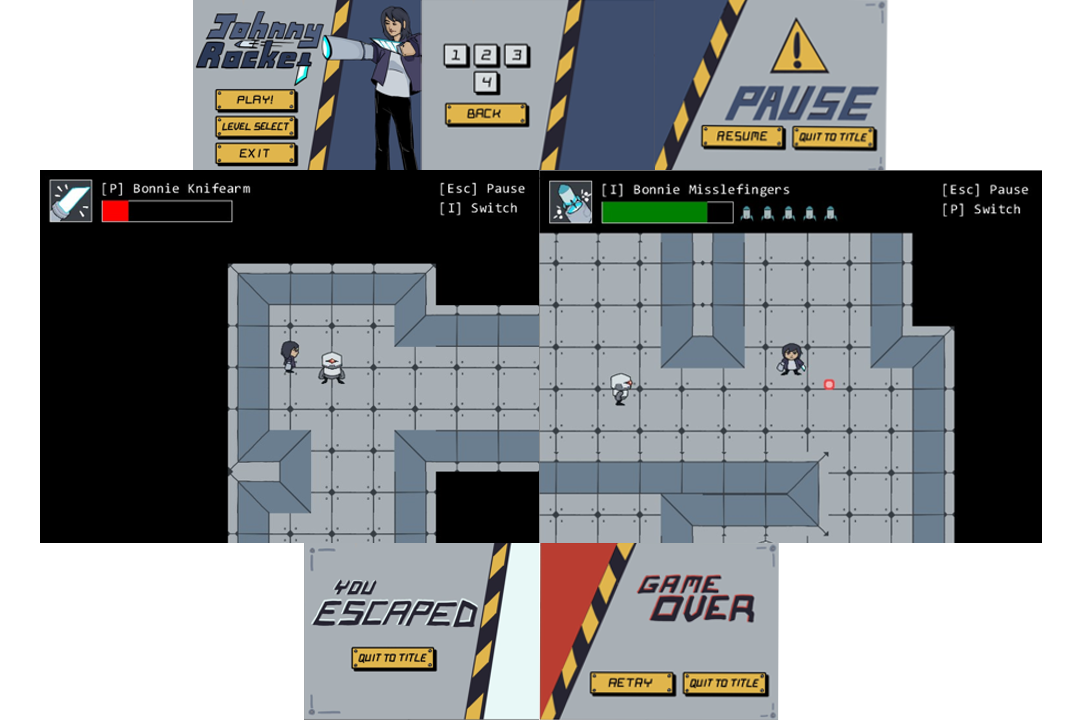 Johnny
Rocket
PLAY!
LEVEL SELECT
EXIT
1 2 3
4
BACK
PAUSE
RESUME
QUIT TO TITLE
[P] Bonnie Knifearm
[Esc] Pause
[I] Switch
[I] Bonnie Misslefingers
[Esc] Pause
[P] Switch
YOU
ESCAPED
QUIT TO TITLE
GAME
OVER
RETRY
QUIT TO TITLE